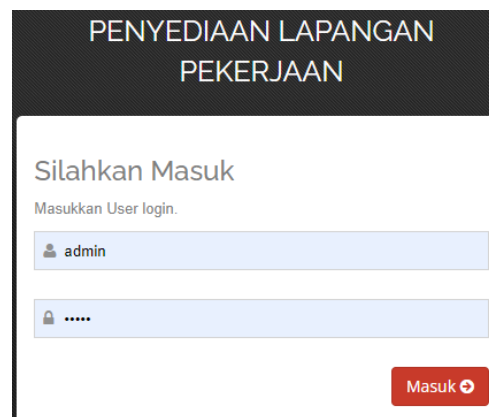 PENYEDIAAN LAPANGAN
PEKERJAAN
Silahkan Masuk
Masukkan User login.
admin
•••••
Masuk